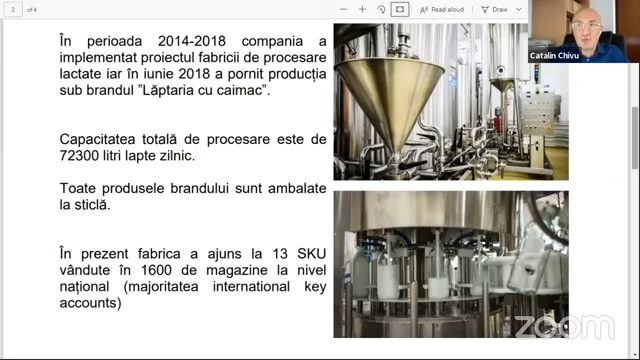 2
of 4
Read aloud
Draw
În perioada 2014-2018 compania a
implementat proiectul fabricii de procesare
lactate iar în iunie 2018 a pornit producția
sub brandul ”Lăptaria cu caimac”.
Capacitatea totală de procesare este de
72300 litri lapte zilnic.
Toate produsele brandului sunt ambalate
la sticlă.
În prezent fabrica a ajuns la 13 SKU
vândute în 1600 de magazine la nivel
național (majoritatea international key
accounts)
Catalin Chivu
zoom